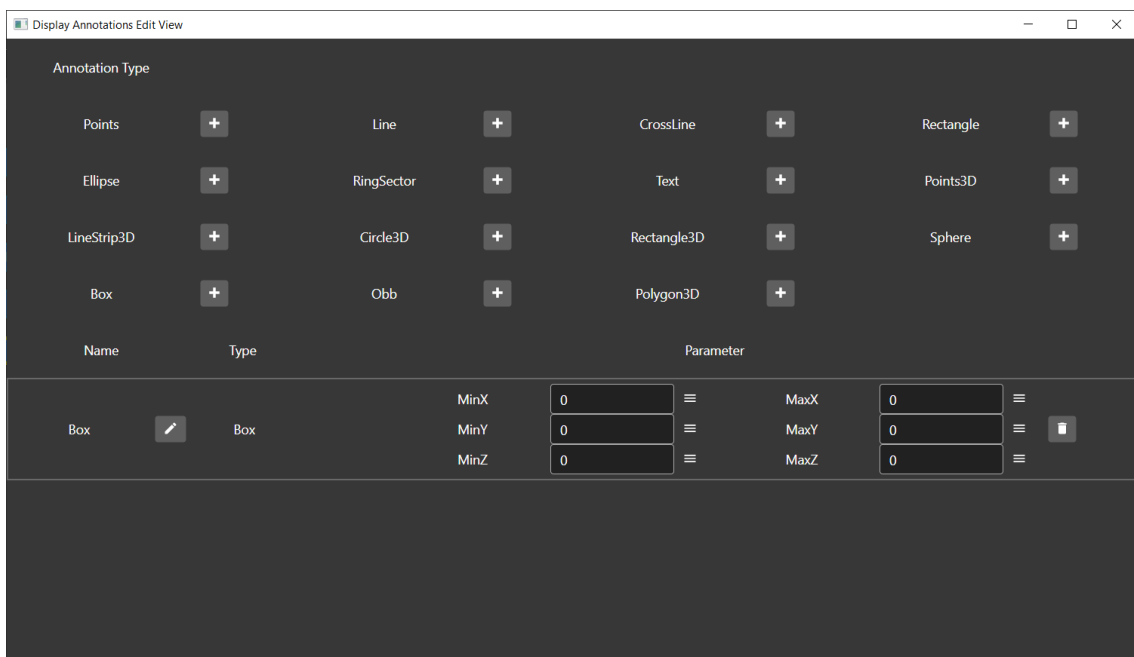 Display Annotations Edit View
Annotation Type
Points Line CrossLine Rectangle
Ellipse RingSector Text Points3D
LineStrip3D Circle3D Rectangle3D Sphere
Box Obb Polygon3D
Name Type Parameter
MinX 0 MaxX 0
Box Box MinY 0 MaxY 0
MinZ 0 MaxZ 0